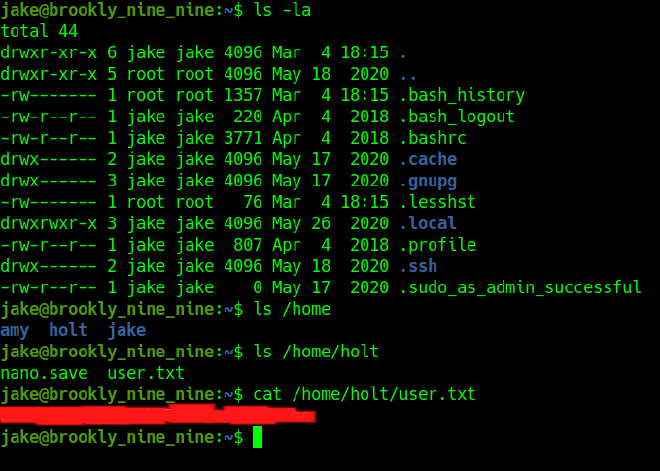 jake@brookly_nine_nine:~$ ls -la
total 44
drwxr-xr-x 6 jake jake 4096 Mar  4 18:15 .
drwxr-xr-x 5 root root 4096 May 18  2020 ..
-rw------- 1 root root 1357 Mar  4 18:15 .bash_history
-rw-r--r-- 1 jake jake  220 Apr  4  2018 .bash_logout
-rw-r--r-- 1 jake jake 3771 Apr  4  2018 .bashrc
drwx------ 2 jake jake 4096 May 17  2020 .cache
drwx------ 3 jake jake 4096 May 17  2020 .gnupg
-rw------- 1 root root   76 Mar  4 18:15 .lesshst
drwxrwxr-x 3 jake jake 4096 May 26  2020 .local
-rw-r--r-- 1 jake jake  807 Apr  4  2018 .profile
drwx------ 2 jake jake 4096 May 18  2020 .ssh
-rw-r--r-- 1 jake jake    0 May 17  2020 .sudo_as_admin_successful
jake@brookly_nine_nine:~$ ls /home
amy  holt  jake
jake@brookly_nine_nine:~$ ls /home/holt
nano.save  user.txt
jake@brookly_nine_nine:~$ cat /home/holt/user.txt
jake@brookly_nine_nine:~$